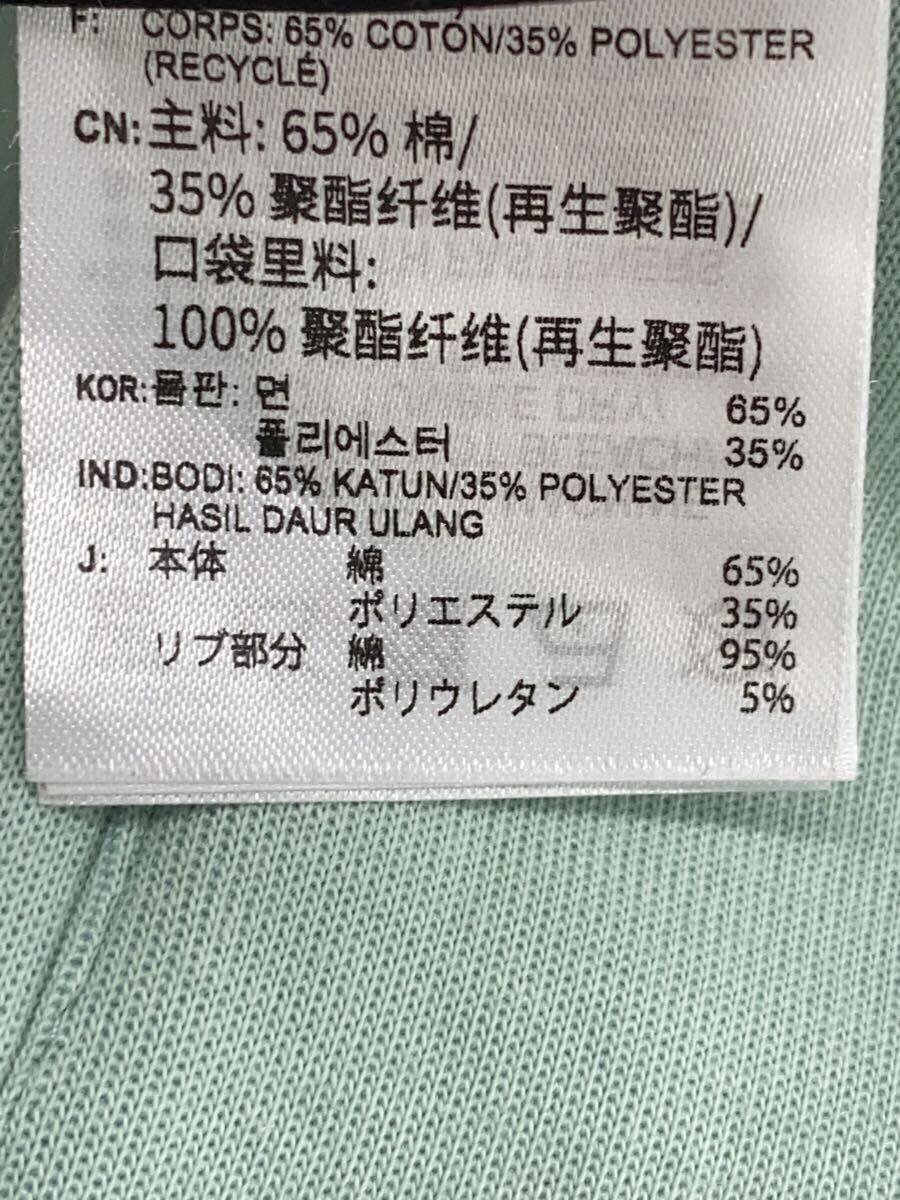 F: CORPS: 65% COTÓN/35% POLYESTER
(RECYCLÉ)
CN: 主料: 65% 棉/
35% 聚酯纤维(再生聚酯)/
口袋里料:
100% 聚酯纤维(再生聚酯)
KOR: 몸판: 면 65%
폴리에스터 35%
IND: BODI: 65% KATUN/35% POLYESTER
HASIL DAUR ULANG
J: 本体 綿 65%
ポリエステル 35%
リブ部分 綿 95%
ポリウレタン 5%